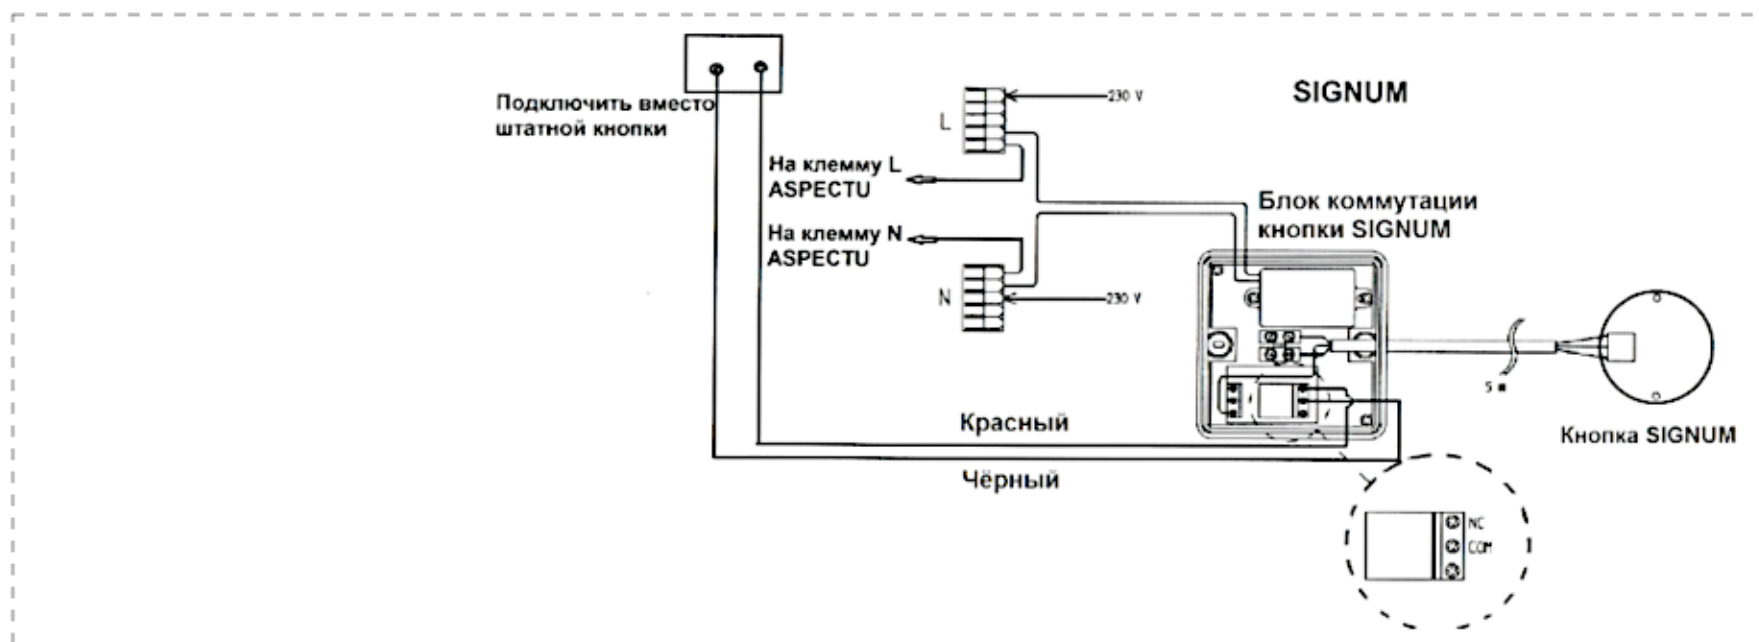 SIGNUM
230 V
Подключить вместо
штатной кнопки
L
На клемму L
ASPECTU
Блок коммутации
кнопки SIGNUM
На клемму N
ASPECTU
N
230 V
5 м
Красный
Кнопка SIGNUM
Чёрный
NC
COM